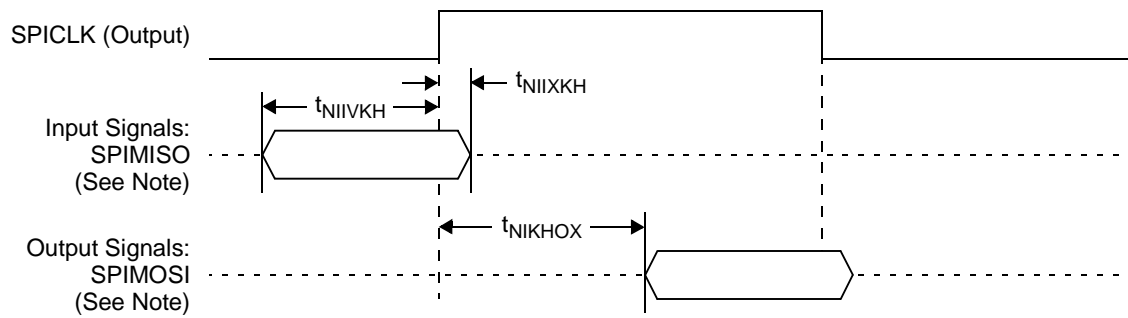 SPICLK (Output)
tNIIXKH
tNIIVKH
Input Signals:
SPIMISO
(See Note)
tNIKHOX
Output Signals:
SPIMOSI
(See Note)